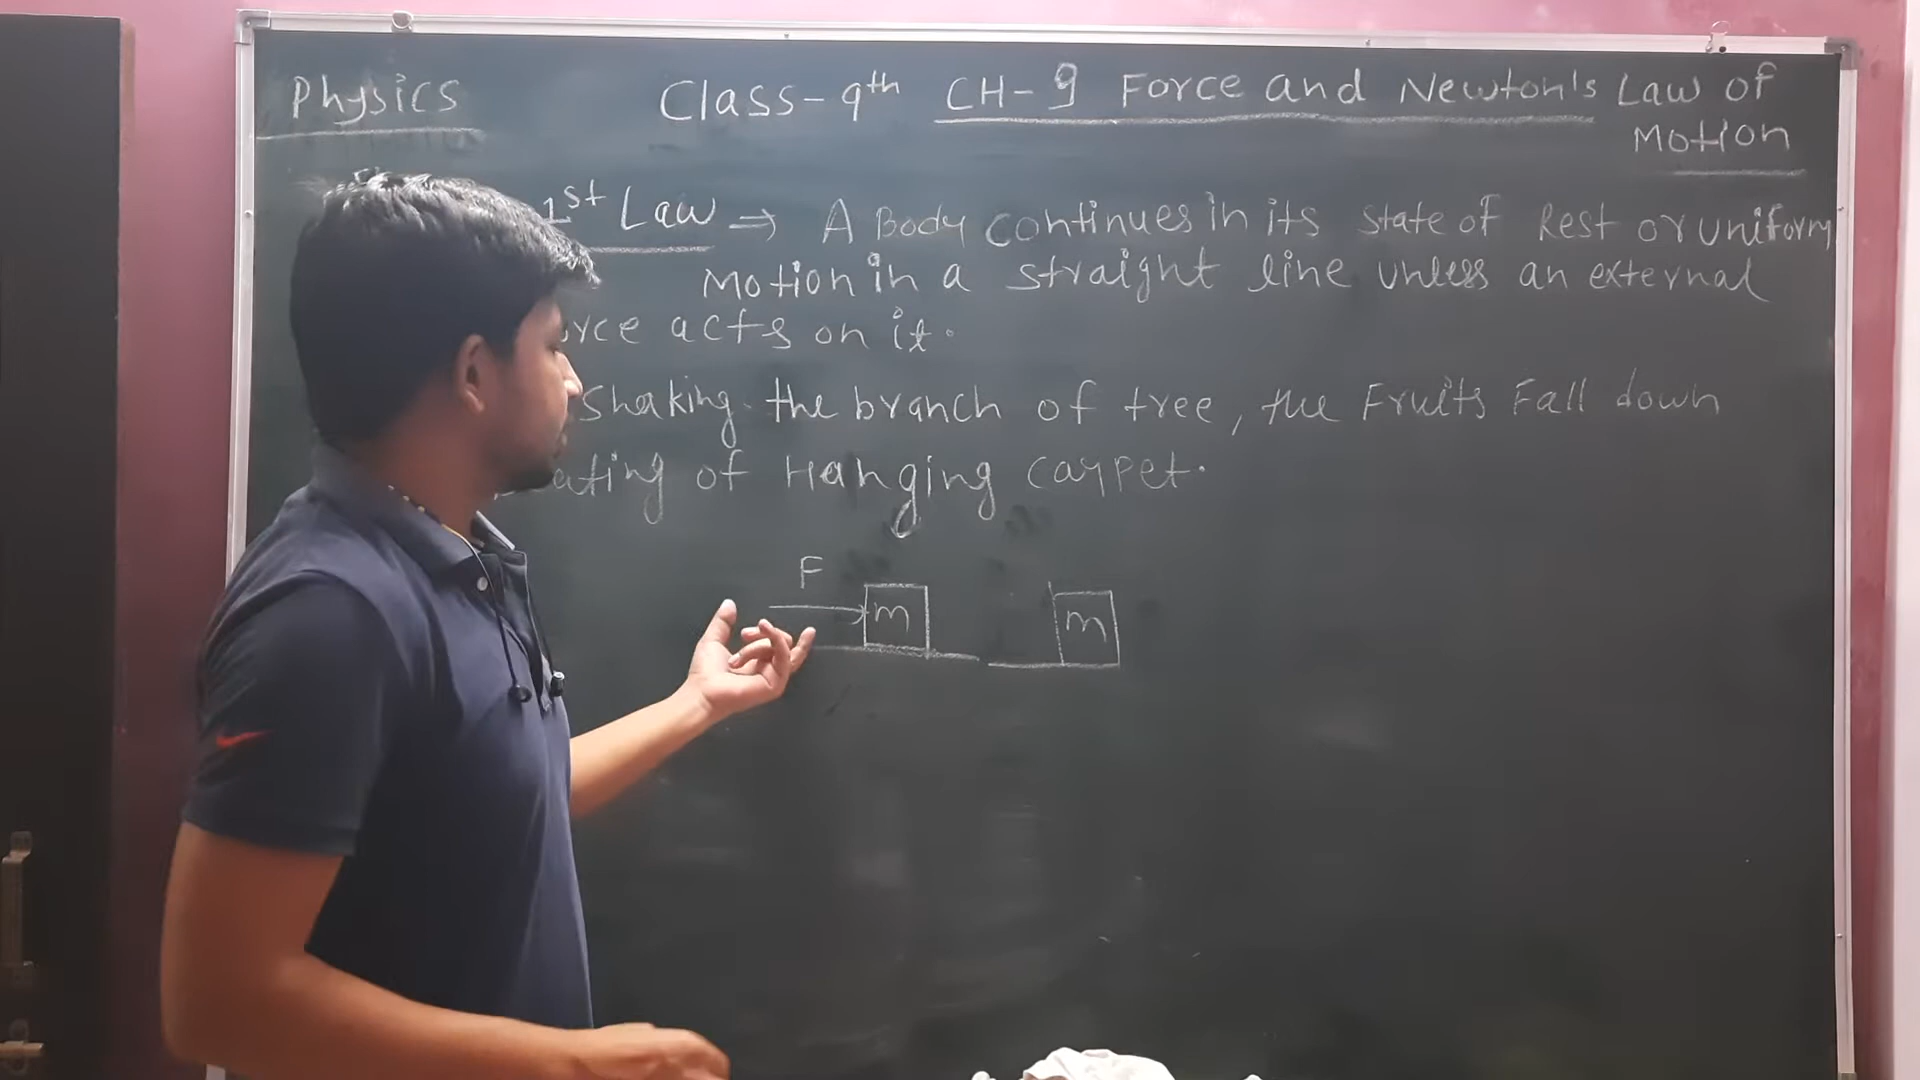 Physics Class-9th CH-9 Force and Newton's Law of
Motion
1st Law ⇒ A Body continues in its state of Rest or uniform
Motion in a straight line unless an external
acts on it.
Shaking the branch of tree, the Fruits Fall down
of Hanging carpet.
F
m m